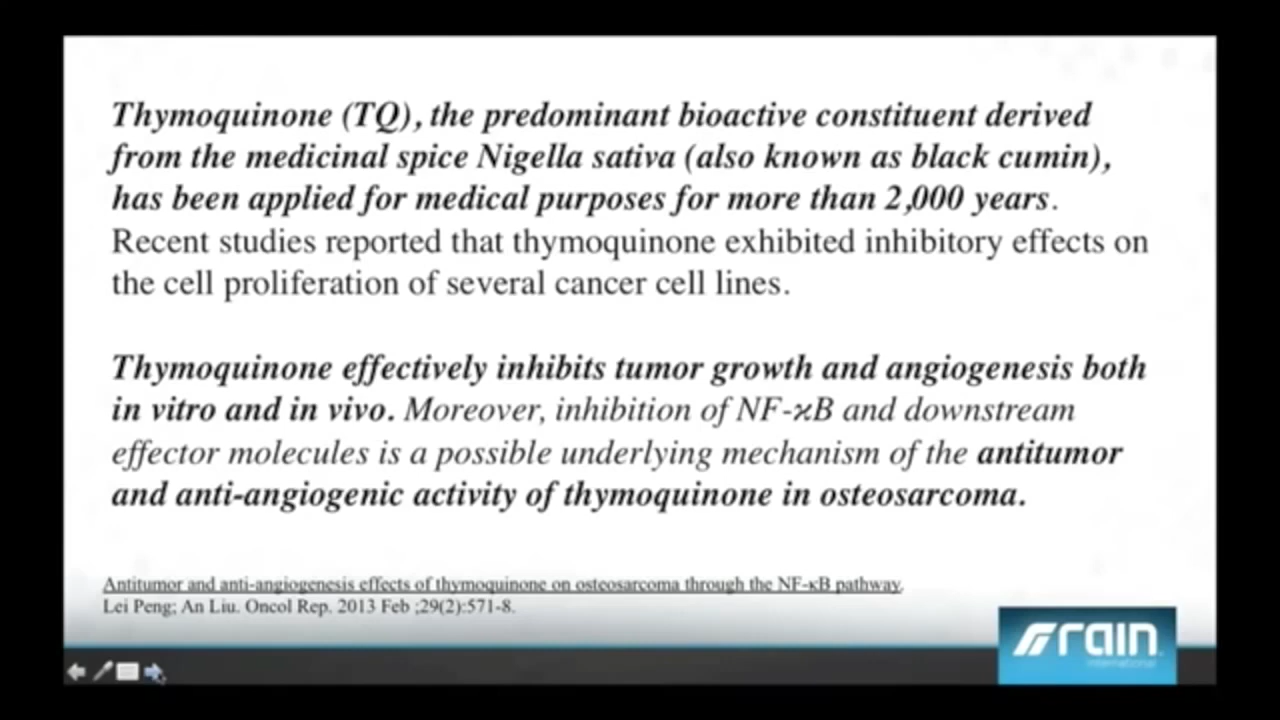 Thymoquinone (TQ), the predominant bioactive constituent derived
from the medicinal spice Nigella sativa (also known as black cumin),
has been applied for medical purposes for more than 2,000 years.
Recent studies reported that thymoquinone exhibited inhibitory effects on
the cell proliferation of several cancer cell lines.
Thymoquinone effectively inhibits tumor growth and angiogenesis both
in vitro and in vivo. Moreover, inhibition of NF-ϰB and downstream
effector molecules is a possible underlying mechanism of the antitumor
and anti-angiogenic activity of thymoquinone in osteosarcoma.
Antitumor and anti-angiogenesis effects of thymoquinone on osteosarcoma through the NF-κB pathway.
Lei Peng; An Liu. Oncol Rep. 2013 Feb ;29(2):571-8.
rain
international